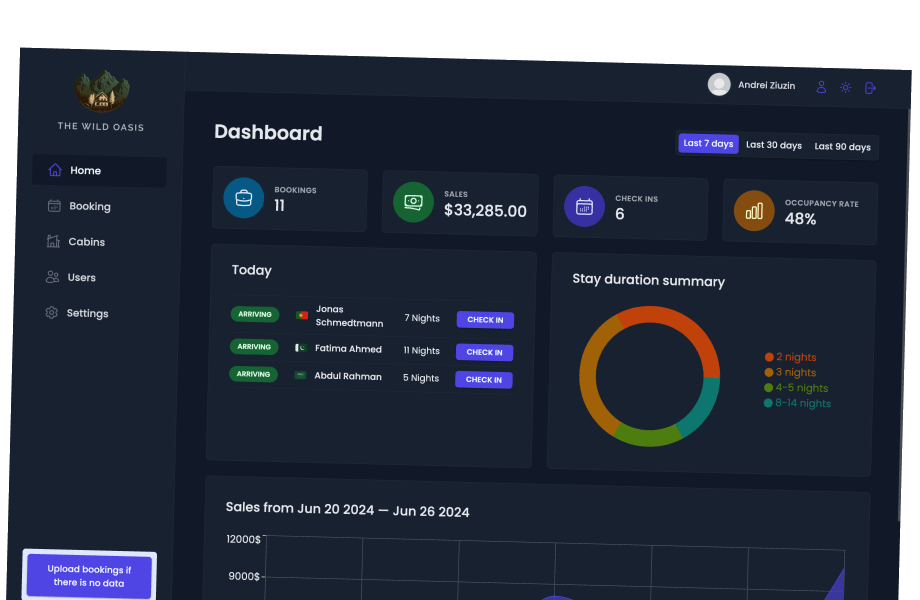 Andrei Ziuzin
THE WILD OASIS
Home
Booking
Cabins
Users
Settings
Upload bookings if
there is no data
Dashboard
Last 7 days Last 30 days Last 90 days
BOOKINGS
11
SALES
$33,285.00
CHECK INS
6
OCCUPANCY RATE
48%
Today
ARRIVING Jonas
Schmedtmann 7 Nights CHECK IN
ARRIVING Fatima Ahmed 11 Nights CHECK IN
ARRIVING Abdul Rahman 5 Nights CHECK IN
Stay duration summary
2 nights
3 nights
4-5 nights
8-14 nights
Sales from Jun 20 2024 — Jun 26 2024
12000$
9000$